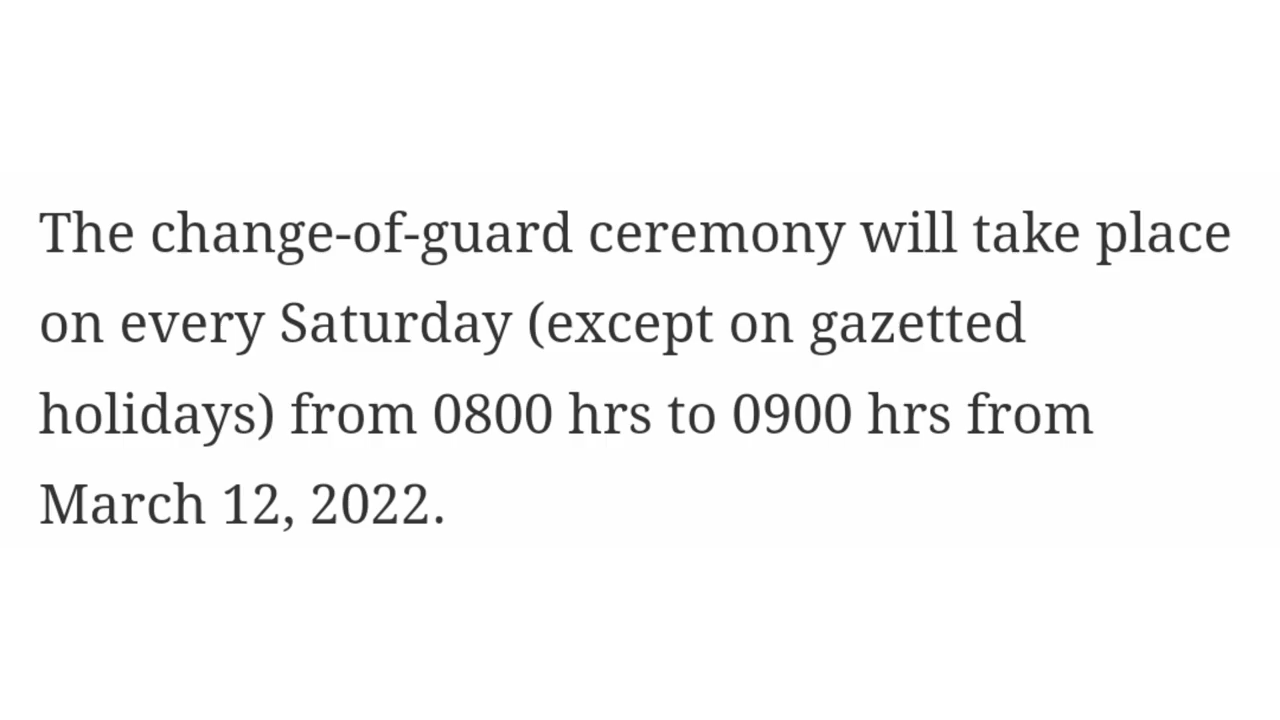 The change-of-guard ceremony will take place
on every Saturday (except on gazetted
holidays) from 0800 hrs to 0900 hrs from
March 12, 2022.